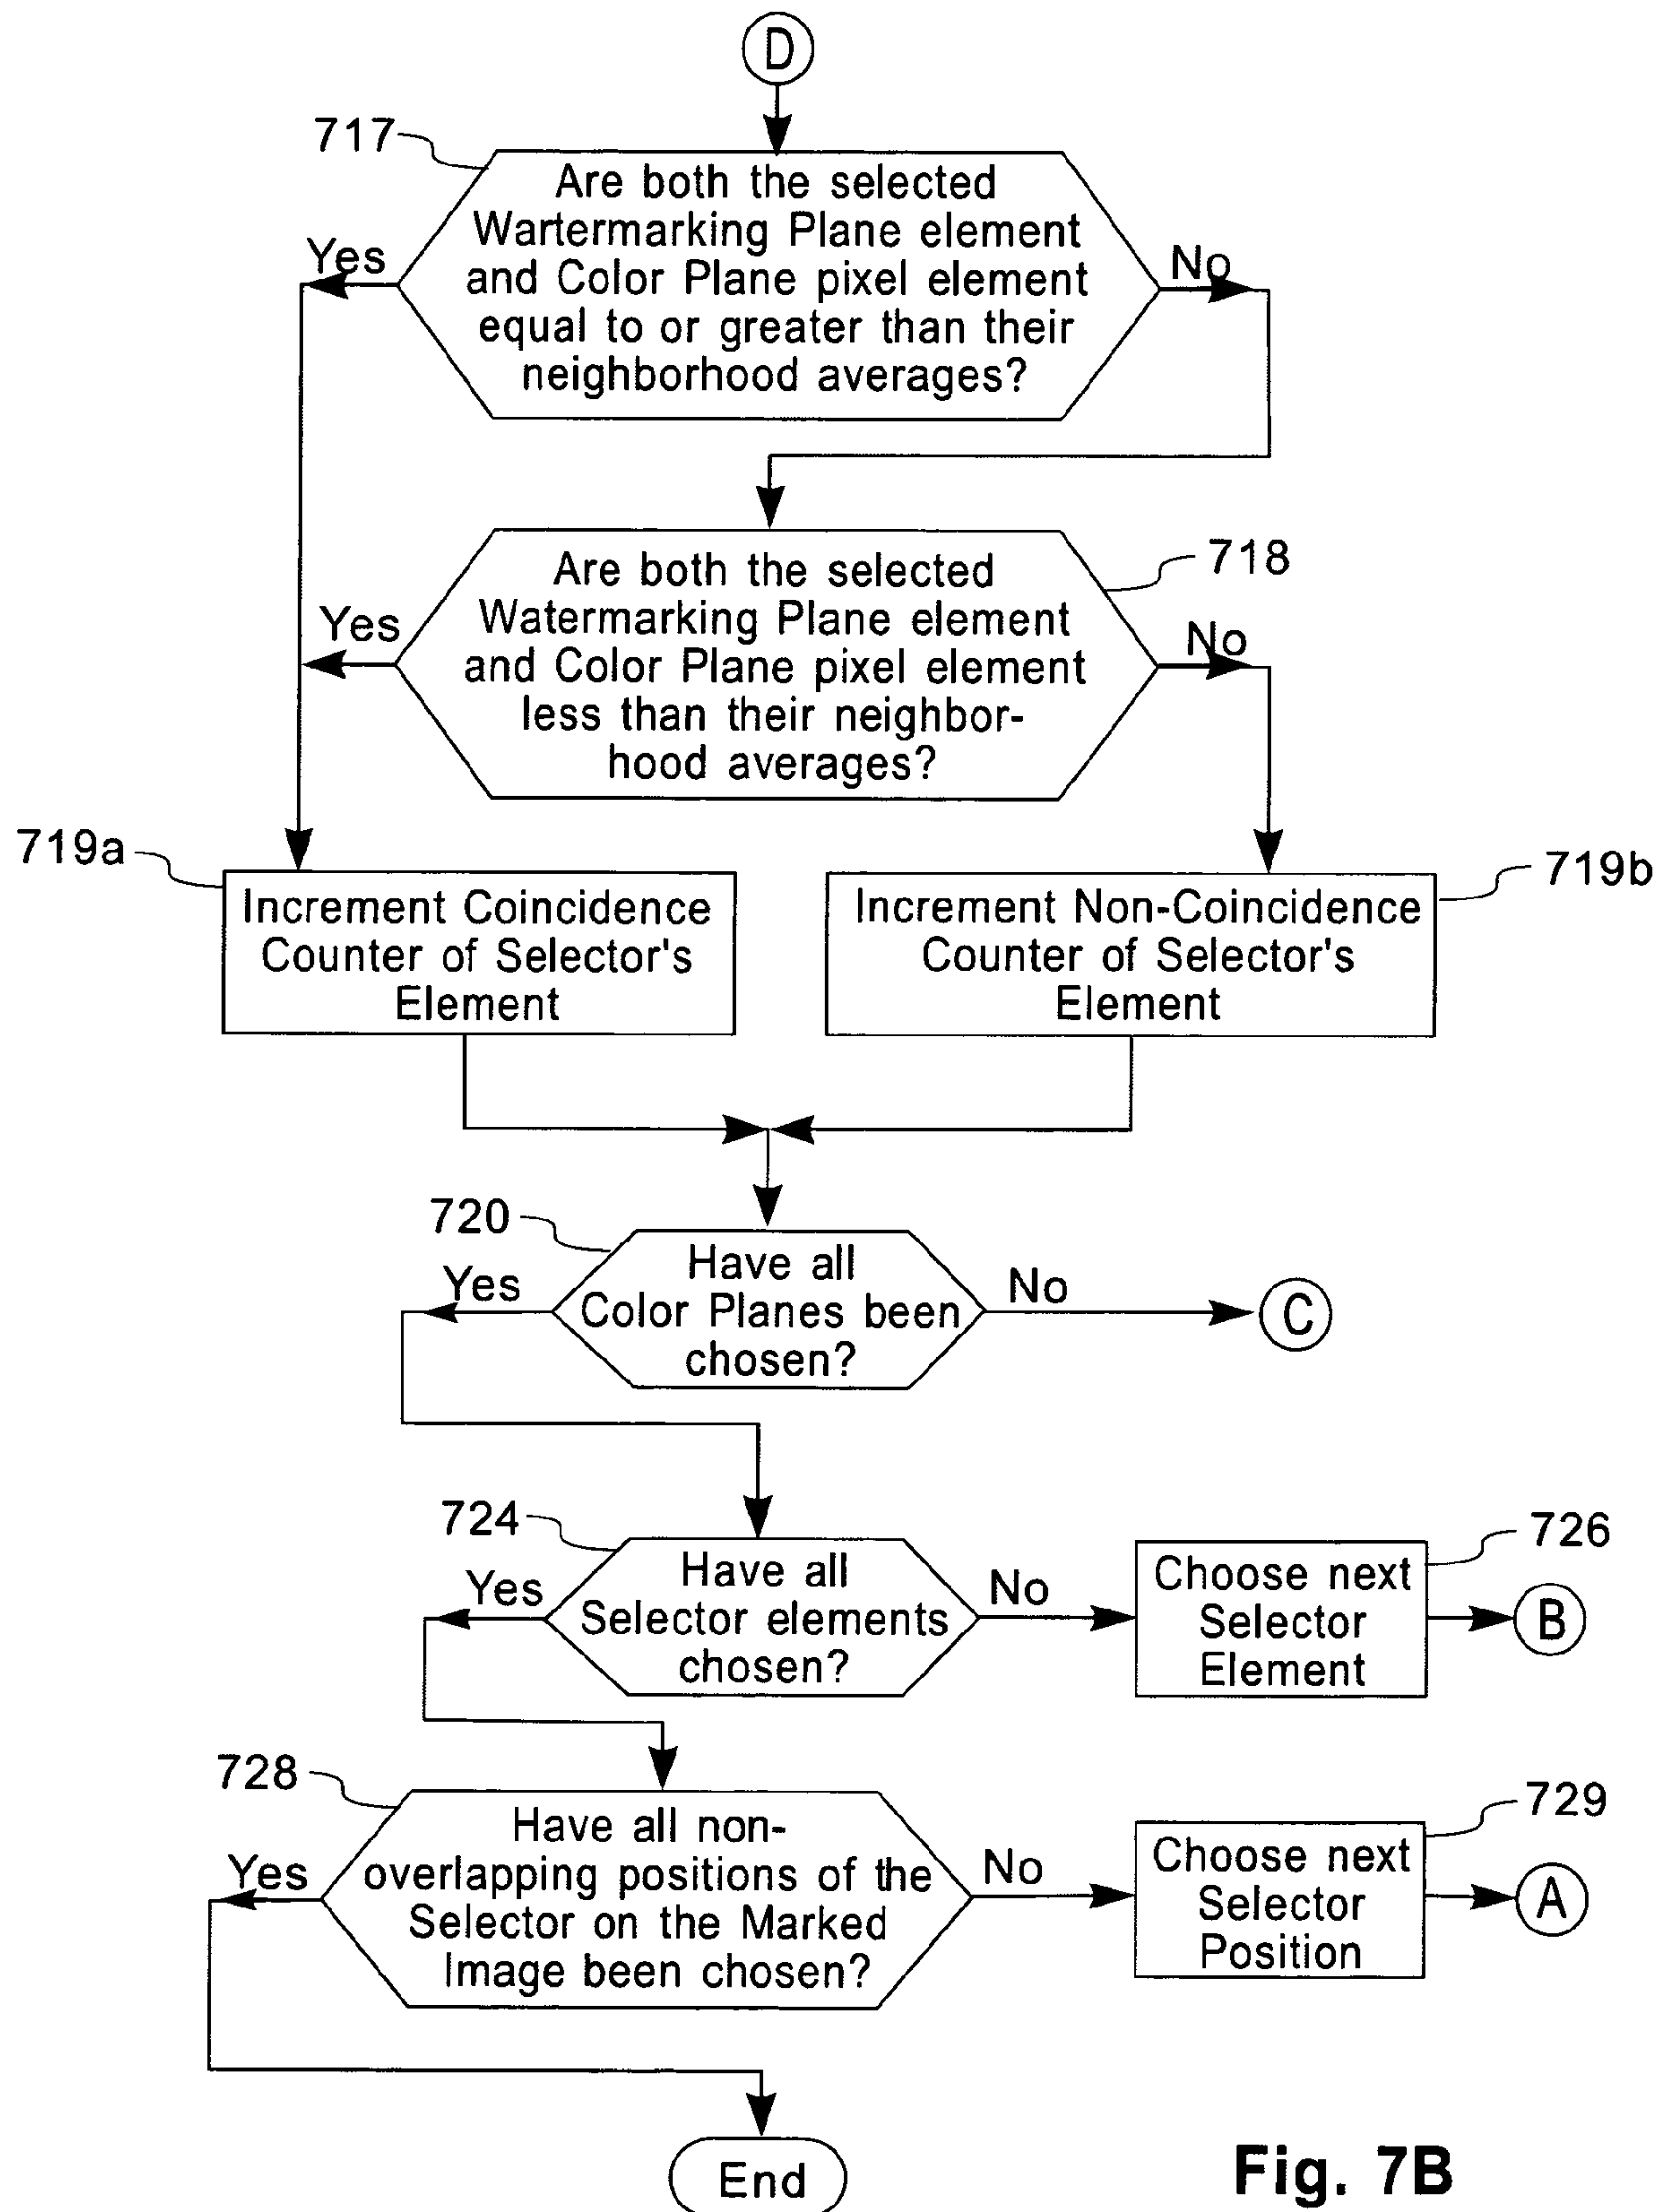 D
717
Are both the selected
Wartermarking Plane element
and Color Plane pixel element
equal to or greater than their
neighborhood averages?
Yes
No
718
Are both the selected
Watermarking Plane element
and Color Plane pixel element
less than their neighbor-
hood averages?
Yes
No
719a
Increment Coincidence
Counter of Selector's
Element
719b
Increment Non-Coincidence
Counter of Selector's
Element
720
Have all
Color Planes been
chosen?
Yes
No
C
724
Have all
Selector elements
chosen?
Yes
No
726
Choose next
Selector
Element
B
728
Have all non-
overlapping positions of the
Selector on the Marked
Image been chosen?
Yes
No
729
Choose next
Selector
Position
A
End
Fig. 7B